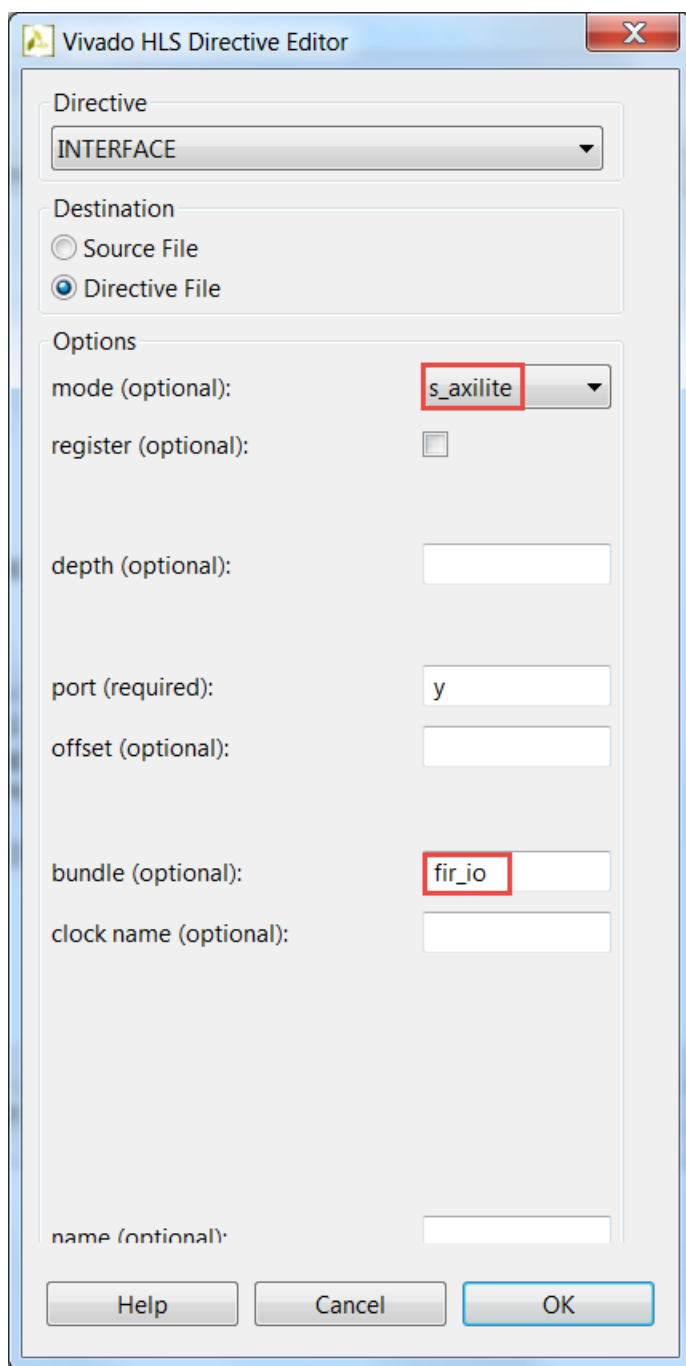 Vivado HLS Directive Editor
Directive
INTERFACE
Destination
Source File
Directive File
Options
mode (optional): s_axilite
register (optional):
depth (optional):
port (required): y
offset (optional):
bundle (optional): fir_io
clock name (optional):
name (optional):
Help Cancel OK